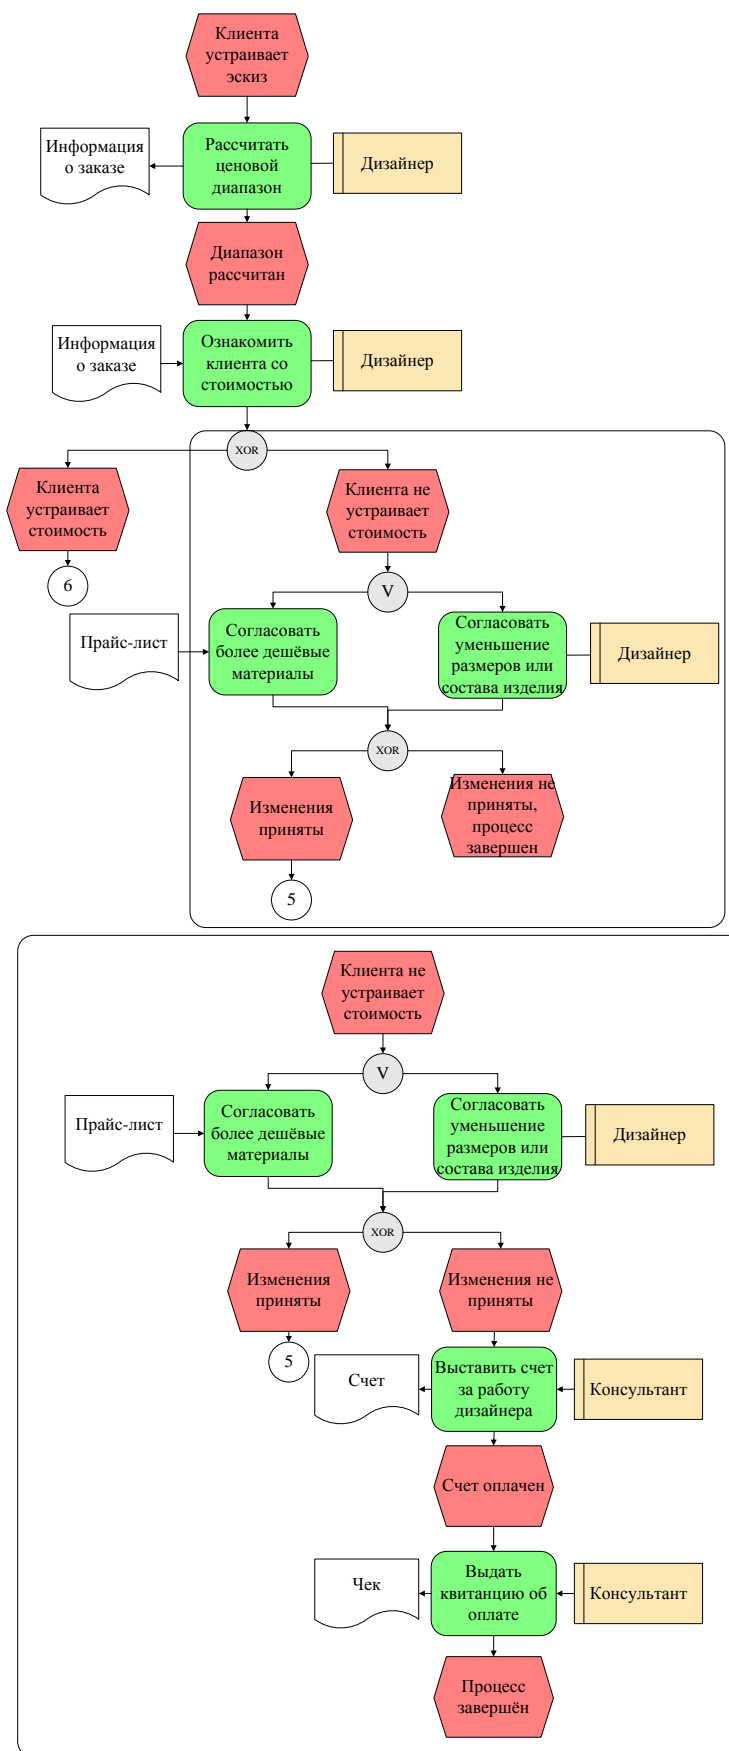 Клиента
устраивает
эскиз
Информация
о заказе
Рассчитать
ценовой
диапазон
Дизайнер
Диапазон
рассчитан
Информация
о заказе
Ознакомить
клиента со
стоимостью
Дизайнер
XOR
Клиента
устраивает
стоимость
Клиента не
устраивает
стоимость
6
V
Прайс-лист
Согласовать
более дешёвые
материалы
Согласовать
уменьшение
размеров или
состава изделия
Дизайнер
XOR
Изменения
приняты
Изменения не
приняты,
процесс
завершен
5
Клиента не
устраивает
стоимость
V
Прайс-лист
Согласовать
более дешёвые
материалы
Согласовать
уменьшение
размеров или
состава изделия
Дизайнер
XOR
Изменения
приняты
Изменения не
приняты
5
Счет
Выставить счет
за работу
дизайнера
Консультант
Счет оплачен
Чек
Выдать
квитанцию об
оплате
Консультант
Процесс
завершён